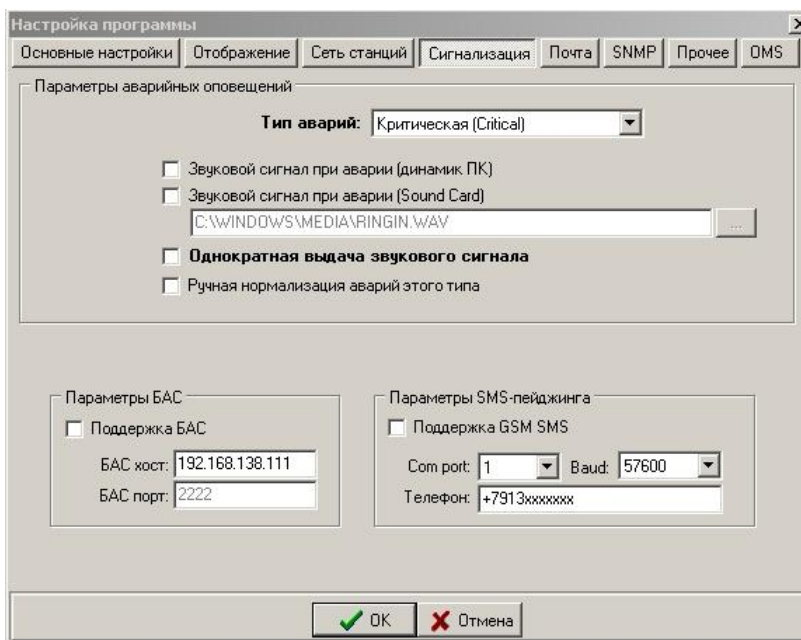 Настройка программы
Основные настройки Отображение Сеть станций Сигнализация Почта SNMP Прочее OMS
Параметры аварийных оповещений
Тип аварий: Критическая (Critical)
Звуковой сигнал при аварии (динамик ПК)
Звуковой сигнал при аварии (Sound Card)
C:\WINDOWS\MEDIA\RINGIN.WAV ...
Однократная выдача звукового сигнала
Ручная нормализация аварий этого типа
Параметры БАС
Поддержка БАС
БАС хост: 192.168.138.111
БАС порт: 2222
Параметры SMS-пейджинга
Поддержка GSM SMS
Com port: 1 Baud: 57600
Телефон: +7913xxxxxxx
OK Отмена